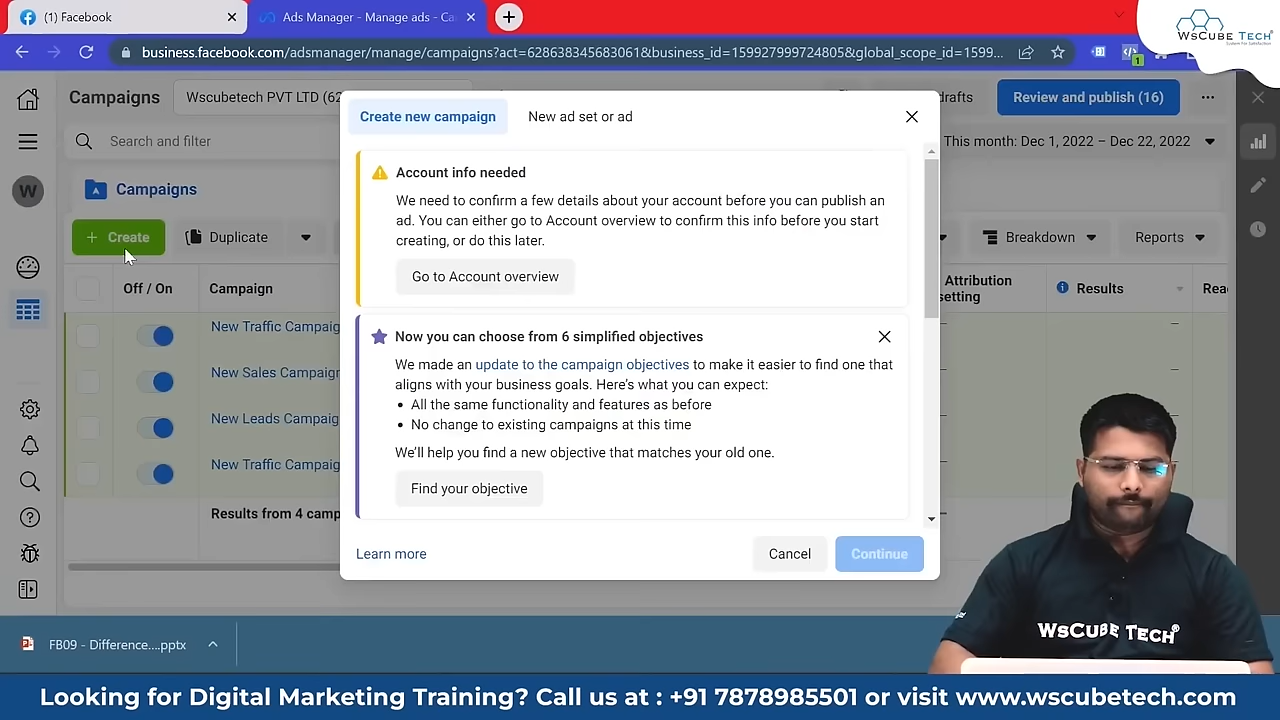 (1) Facebook
Ads Manager - Manage ads - Ca
WsCUBE TECH
business.facebook.com/adsmanager/manage/campaigns?act=628636345683061&business_id=159927999724805&global_scope_id=1599...
1
Campaigns
Wscubetech PVT LTD (62
drafts
Review and publish (16)
Search and filter
This month: Dec 1, 2022 – Dec 22, 2022
W
Campaigns
+ Create
Duplicate
Breakdown
Reports
Off / On
Campaign
Attribution
setting
Results
Rea
New Traffic Campaig
New Sales Campaign
New Leads Campaig
New Traffic Campaig
Results from 4 camp
Create new campaign
New ad set or ad
Account info needed
We need to confirm a few details about your account before you can publish an
ad. You can either go to Account overview to confirm this info before you start
creating, or do this later.
Go to Account overview
Now you can choose from 6 simplified objectives
We made an update to the campaign objectives to make it easier to find one that
aligns with your business goals. Here's what you can expect:
• All the same functionality and features as before
• No change to existing campaigns at this time
We'll help you find a new objective that matches your old one.
Find your objective
Learn more
Cancel
Continue
FB09 - Difference....pptx
WsCUBE TECH
Looking for Digital Marketing Training? Call us at : +91 7878985501 or visit www.wscubetech.com